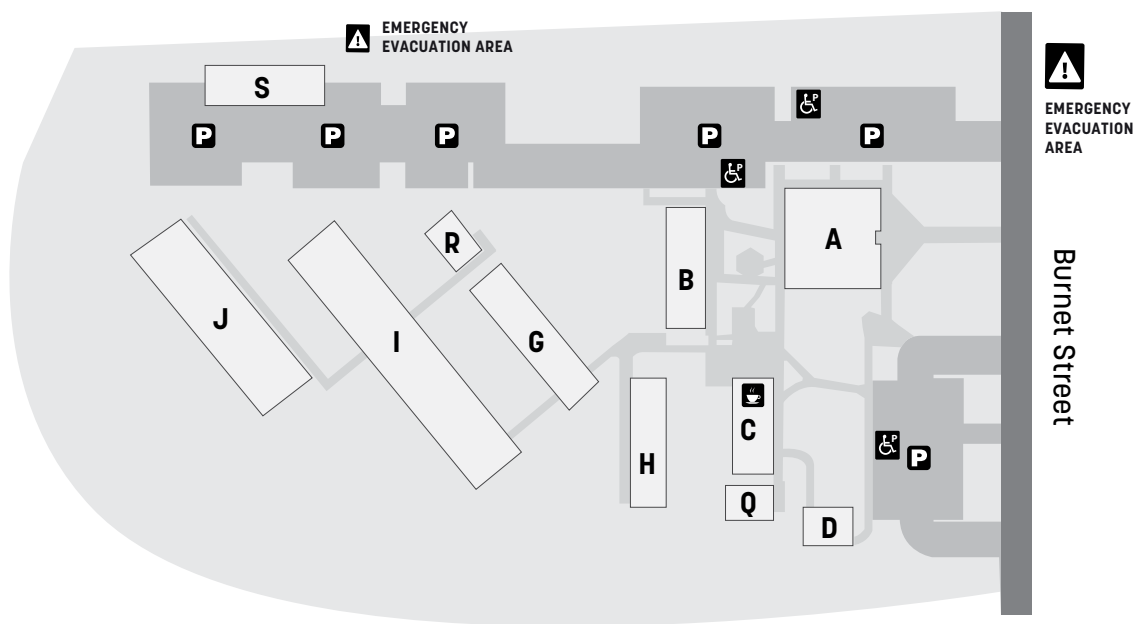 EMERGENCY
EVACUATION AREA
EMERGENCY
EVACUATION
AREA
S
P
P
P
P
P
P
P
A
R
B
J
I
G
Burnet Street
C
P
P
H
Q
D